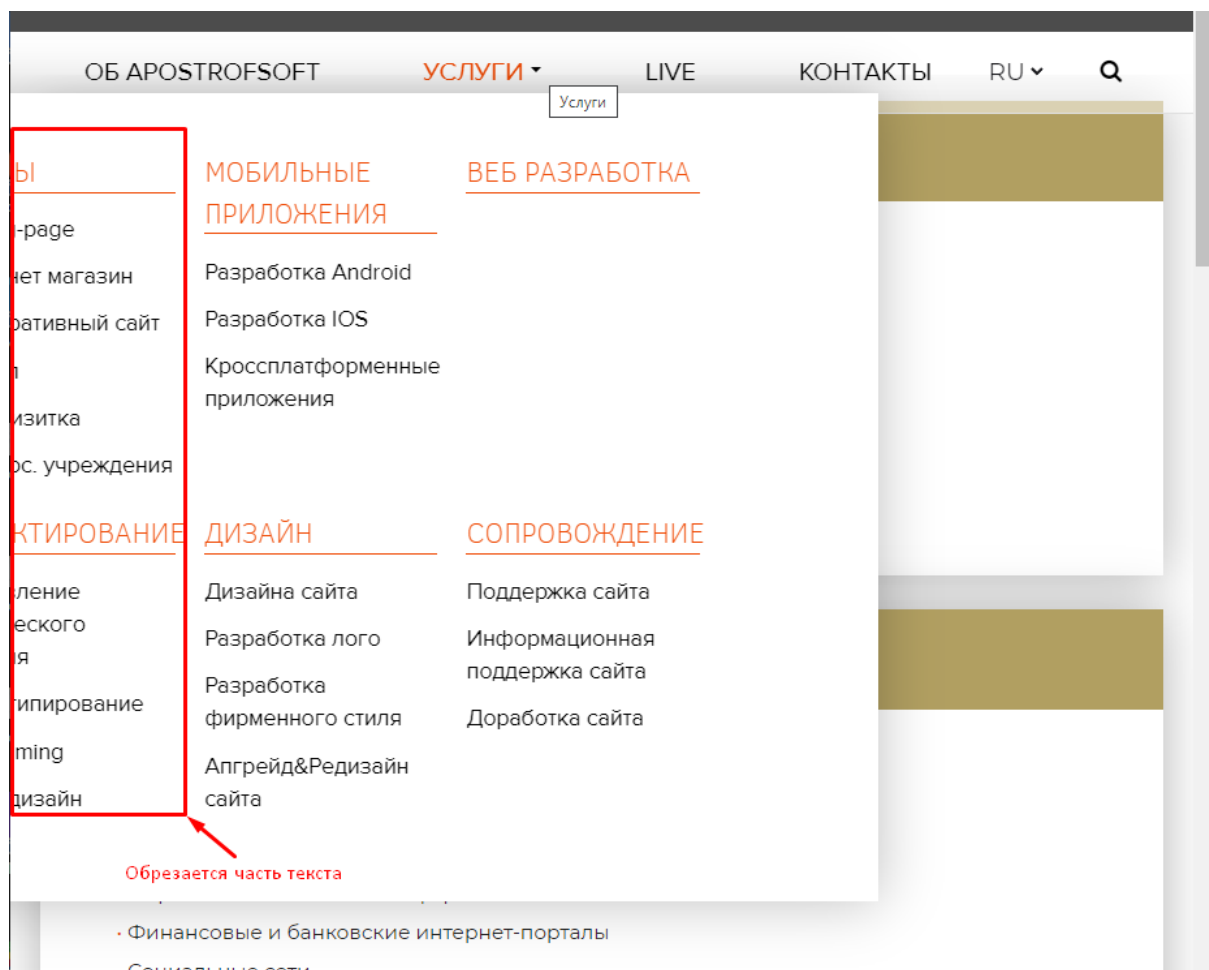 ОБ APOSTROFSOFT УСЛУГИ LIVE КОНТАКТЫ RU
Услуги
Ы
-page
нет магазин
ративный сайт
изитка
ос. учреждения
МОБИЛЬНЫЕ
ПРИЛОЖЕНИЯ
Разработка Android
Разработка IOS
Кроссплатформенные
приложения
ВЕБ РАЗРАБОТКА
КТИРОВАНИЕ
ление
еского
ия
типирование
ming
дизайн
ДИЗАЙН
Дизайна сайта
Разработка лого
Разработка
фирменного стиля
Апгрейд&Редизайн
сайта
СОПРОВОЖДЕНИЕ
Поддержка сайта
Информационная
поддержка сайта
Доработка сайта
Обрезается часть текста
· Финансовые и банковские интернет-порталы